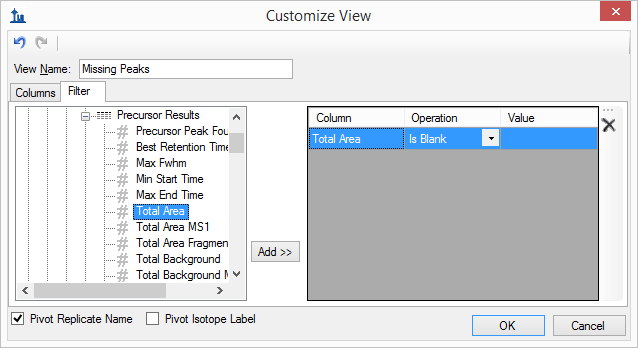 Customize View
View Name: Missing Peaks
Columns Filter
Precursor Results
Precursor Peak Fou
Best Retention Time
Max Fwhm
Min Start Time
Max End Time
Total Area
Total Area MS1
Total Area Fragmen
Total Background
Total Background M
Add >>
Column Operation Value
Total Area Is Blank
Pivot Replicate Name Pivot Isotope Label
OK Cancel